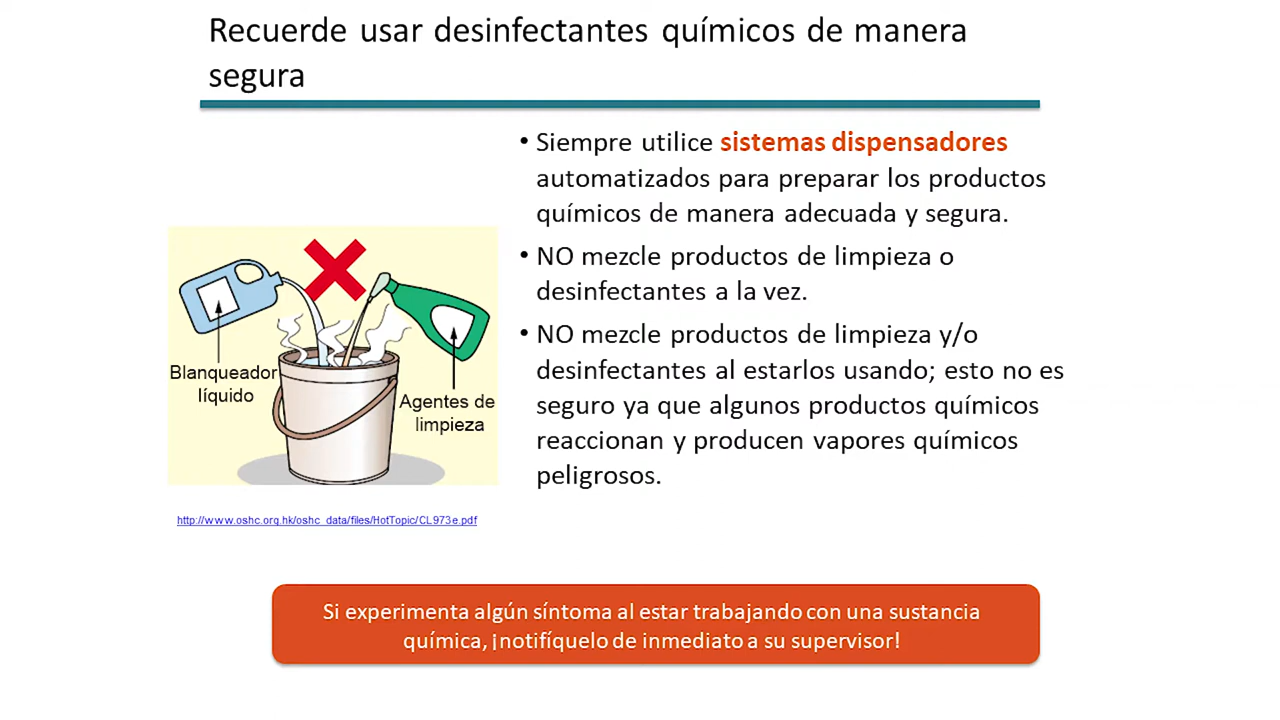 Recuerde usar desinfectantes químicos de manera
segura
• Siempre utilice sistemas dispensadores
automatizados para preparar los productos
químicos de manera adecuada y segura.
• NO mezcle productos de limpieza o
desinfectantes a la vez.
• NO mezcle productos de limpieza y/o
desinfectantes al estarlos usando; esto no es
seguro ya que algunos productos químicos
reaccionan y producen vapores químicos
peligrosos.
Blanqueador
líquido
Agentes de
limpieza
http://www.oshc.org.hk/oshc_data/files/HotTopic/CL973e.pdf
Si experimenta algún síntoma al estar trabajando con una sustancia
química, ¡notifíquelo de inmediato a su supervisor!